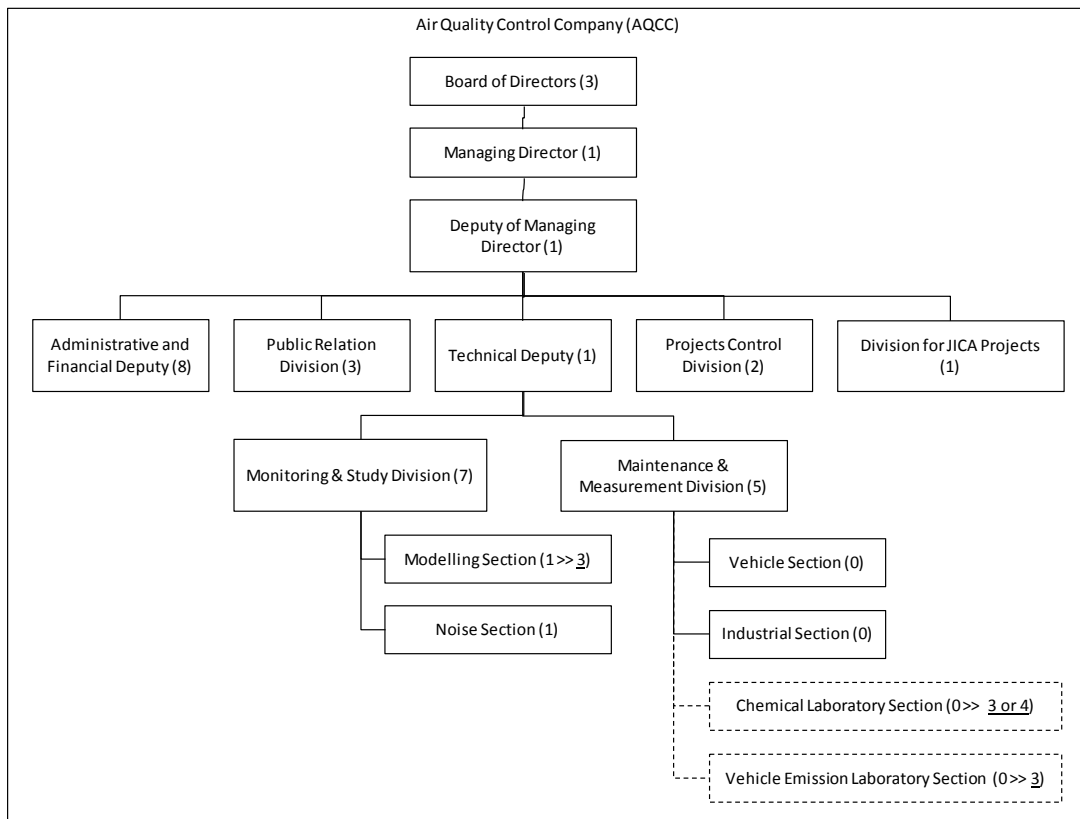 Air Quality Control Company (AQCC)
Board of Directors (3)
Managing Director (1)
Deputy of Managing
Director (1)
Administrative and
Financial Deputy (8)
Public Relation
Division (3)
Technical Deputy (1)
Projects Control
Division (2)
Division for JICA Projects
(1)
Monitoring & Study Division (7)
Maintenance &
Measurement Division (5)
Modelling Section (1 >> 3)
Noise Section (1)
Vehicle Section (0)
Industrial Section (0)
Chemical Laboratory Section (0 >> 3 or 4)
Vehicle Emission Laboratory Section (0 >> 3)